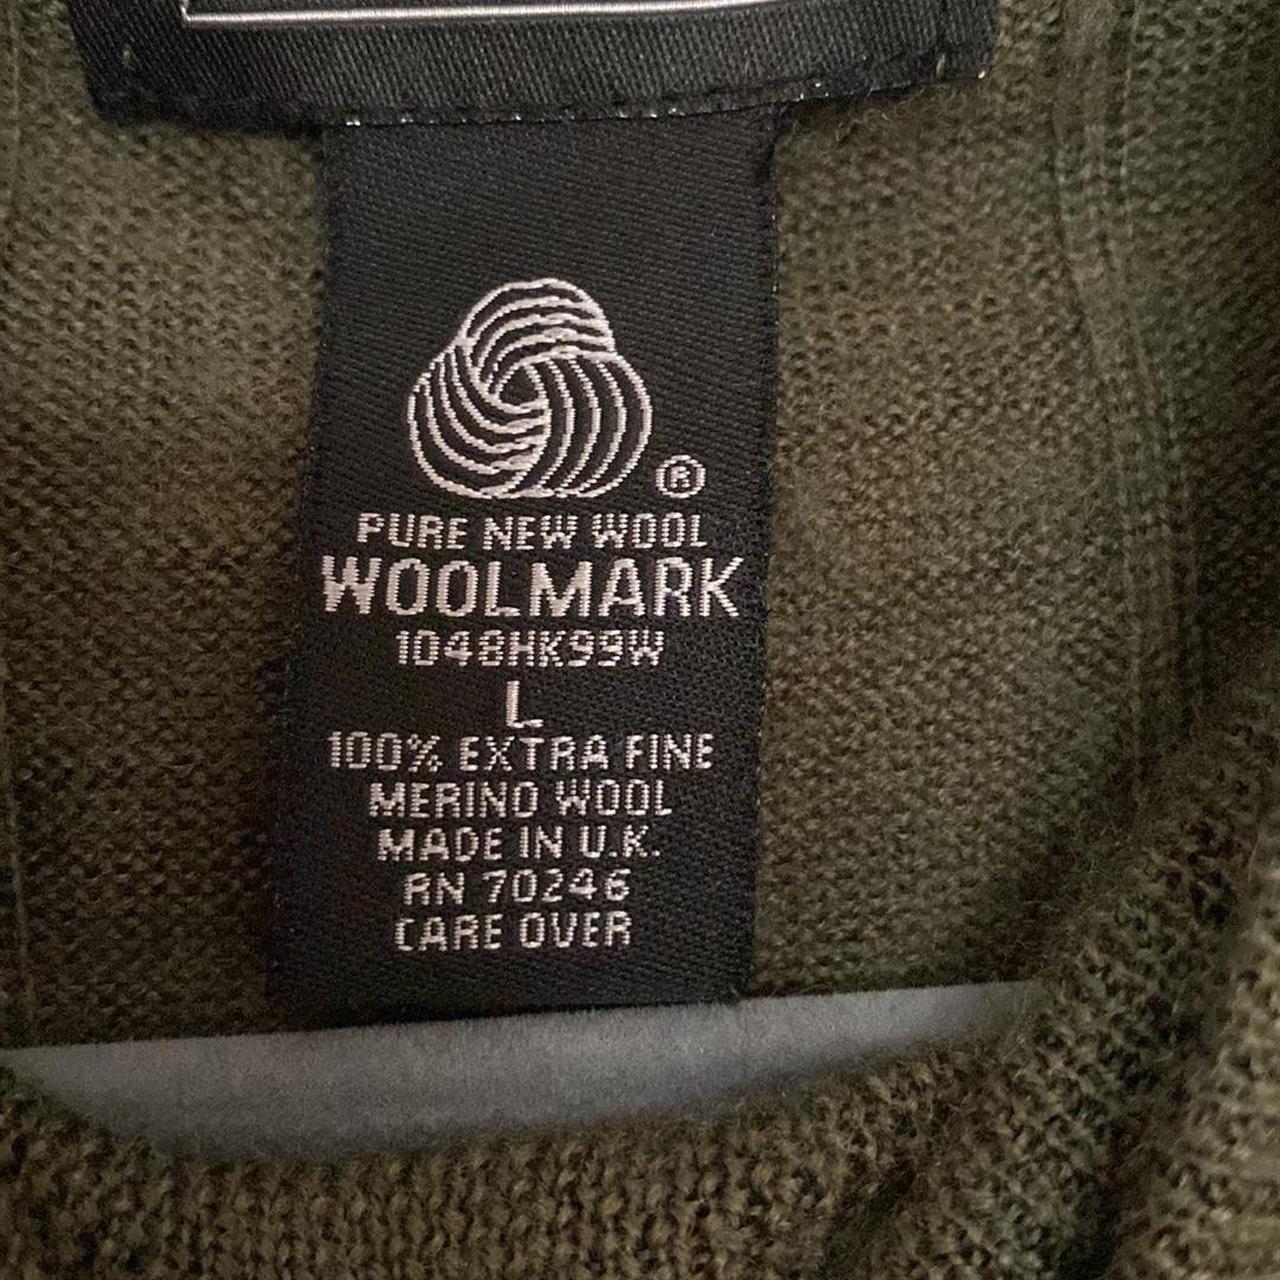 ®
PURE NEW WOOL
WOOLMARK
1048HK99W
L
100% EXTRA FINE
MERINO WOOL
MADE IN U.K.
RN 70246
CARE OVER